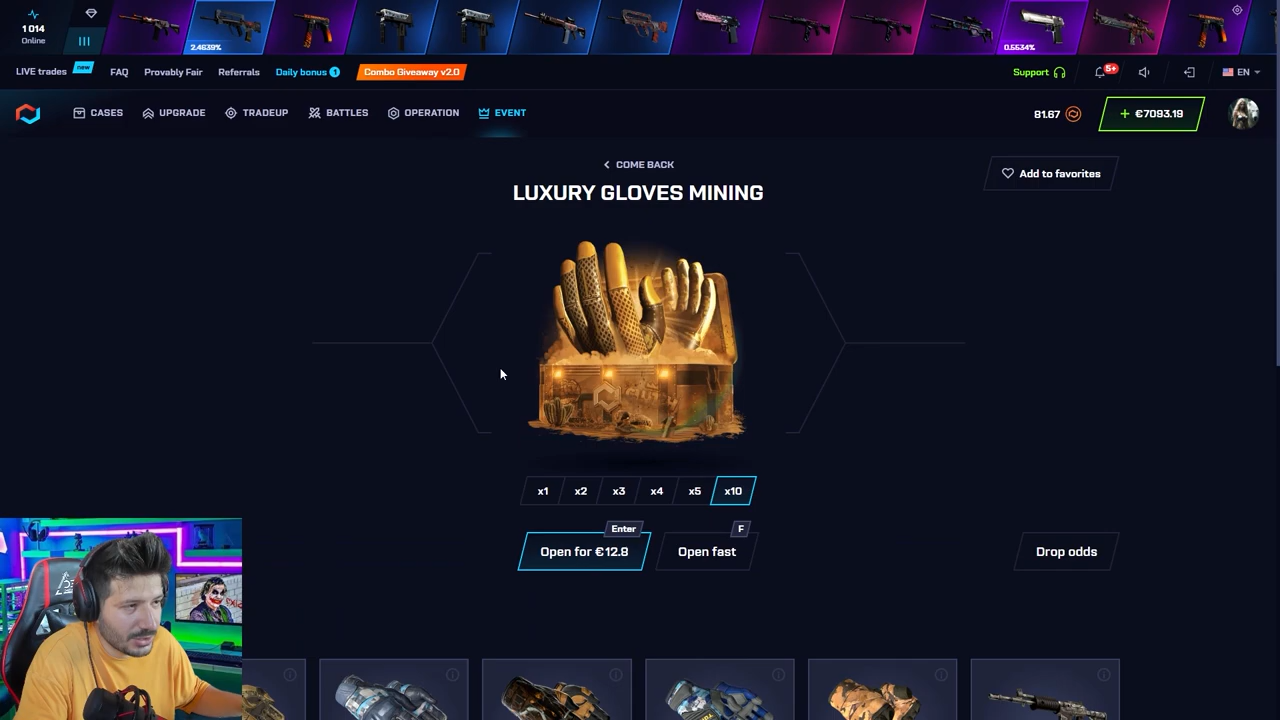 1 014
Online
2.4639%
0.5534%
LIVE trades
new
FAQ
Provably Fair
Referrals
Daily bonus 1
Combo Giveaway v2.0
Support
5+
EN
CASES
UPGRADE
TRADEUP
BATTLES
OPERATION
EVENT
81.67
+ €7093.19
COME BACK
LUXURY GLOVES MINING
Add to favorites
x1
x2
x3
x4
x5
x10
Enter
F
Open for €12.8
Open fast
Drop odds